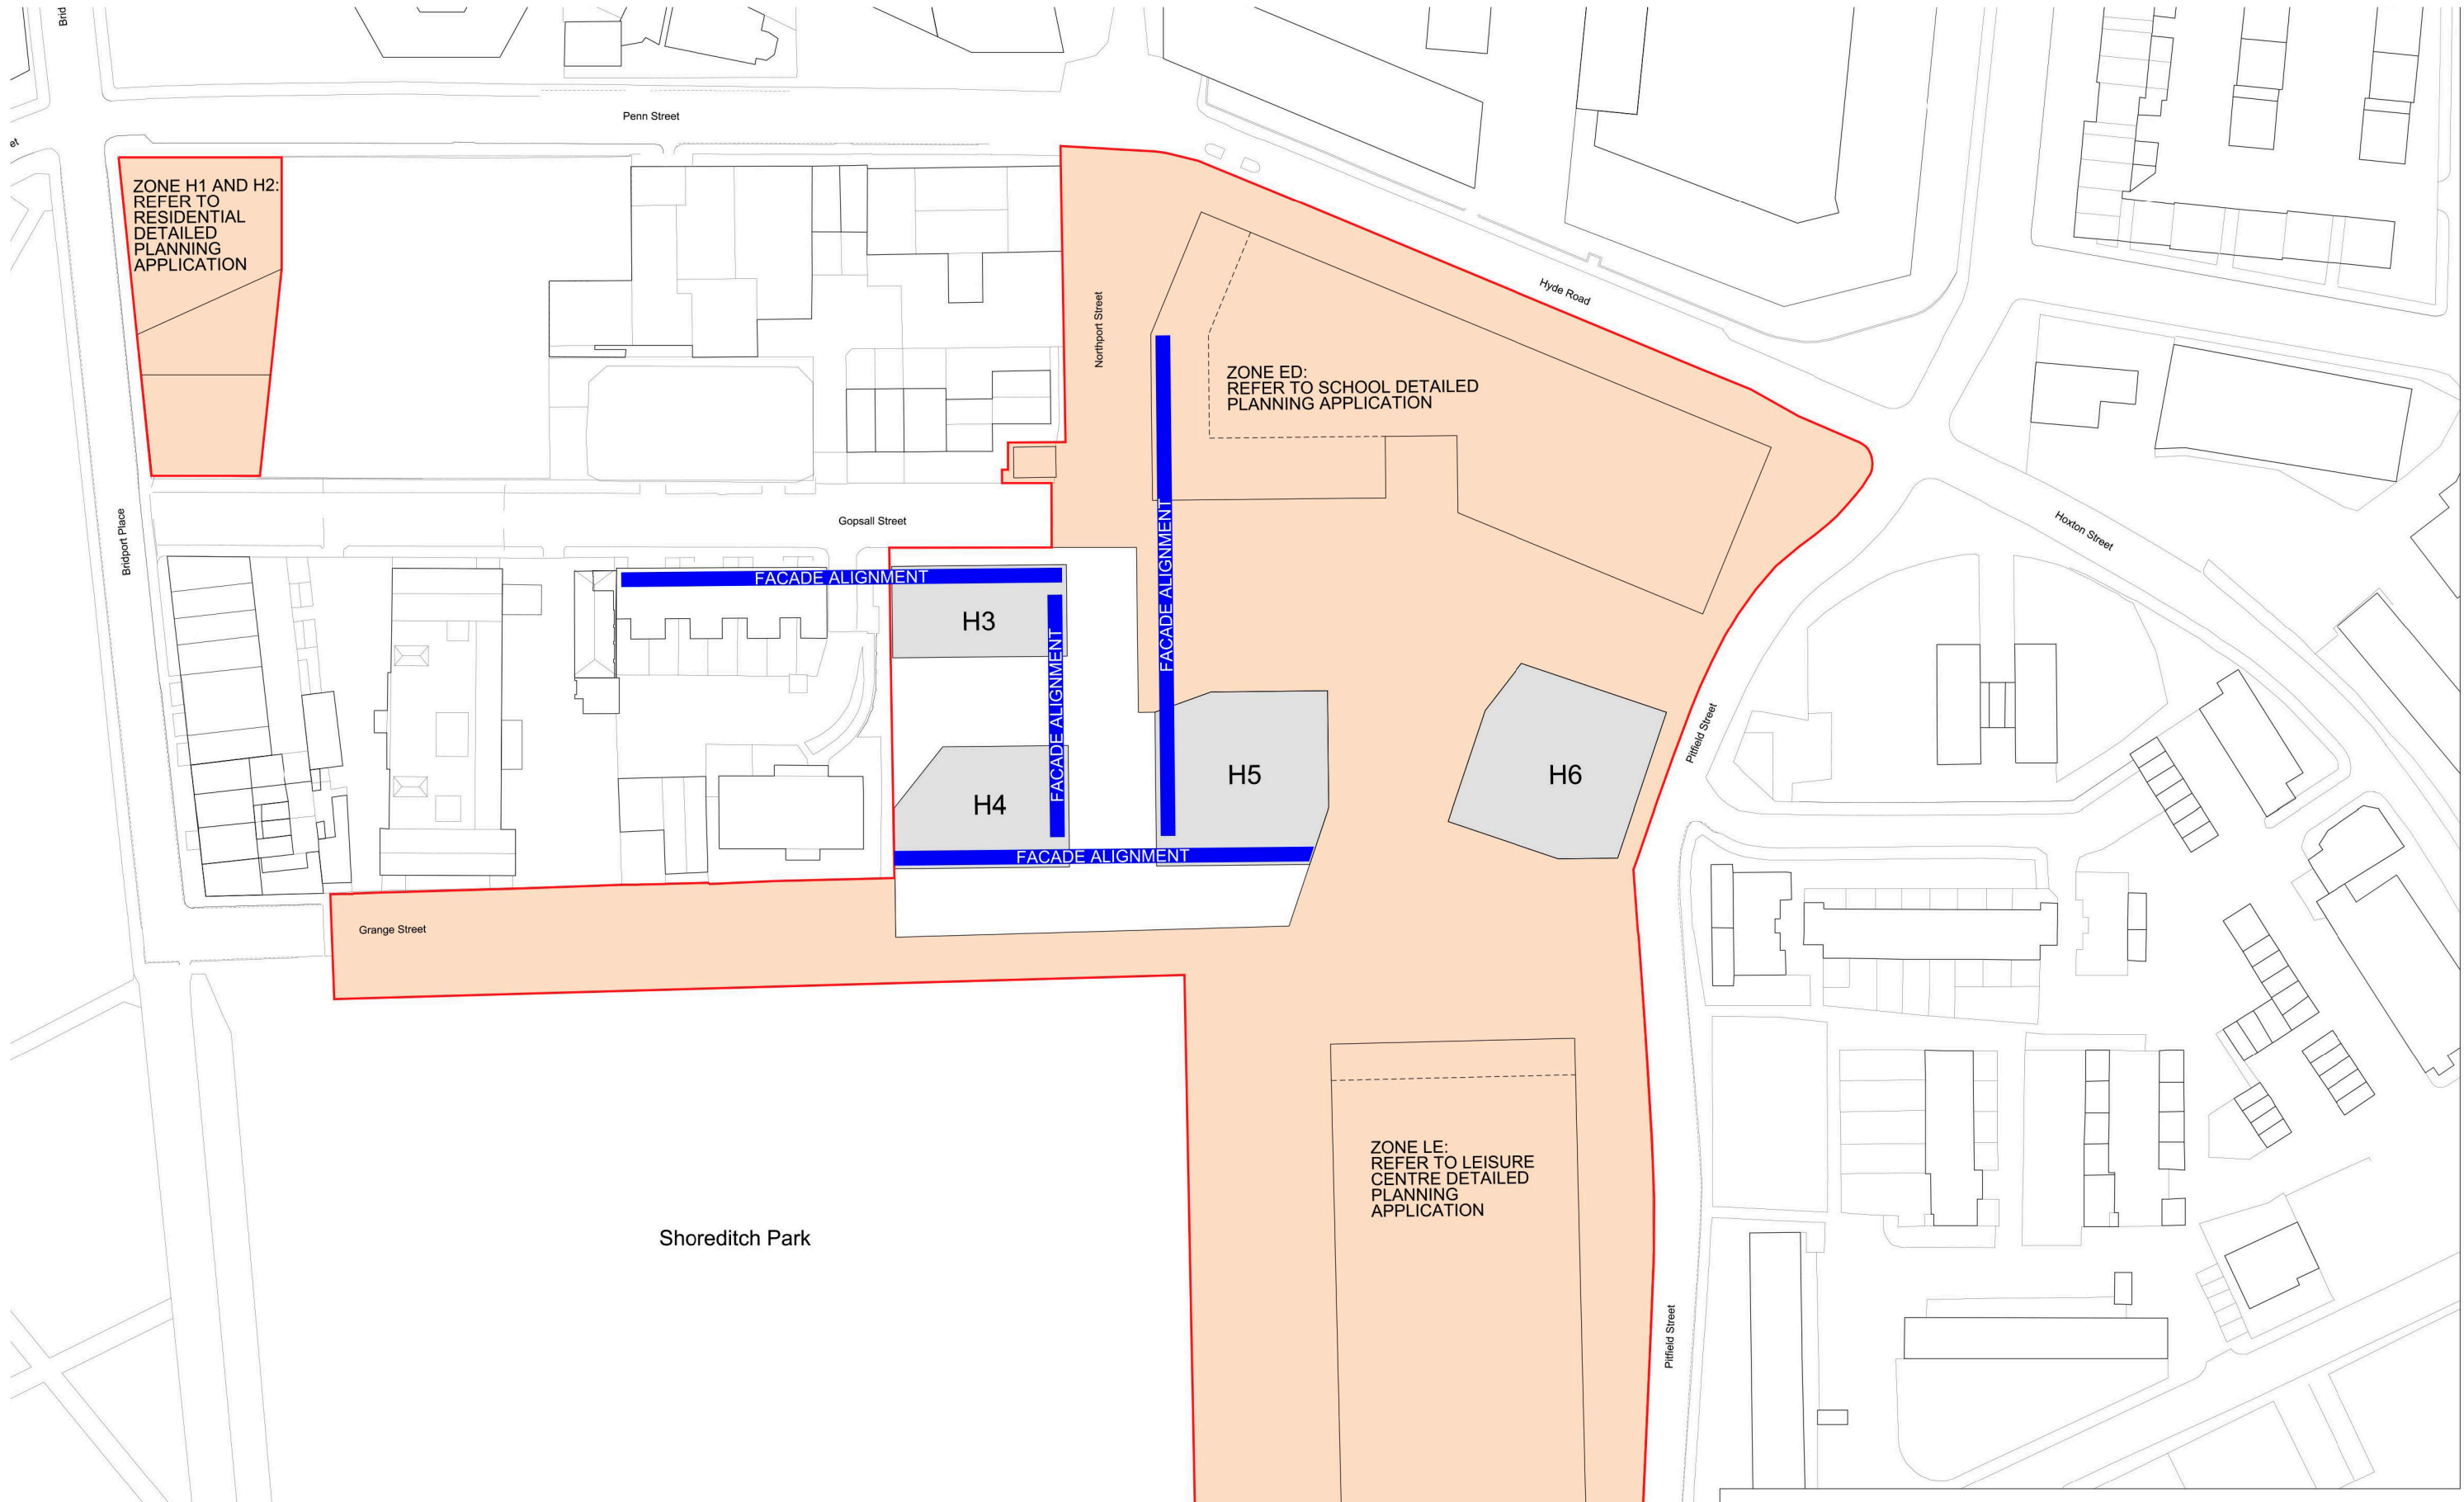 Brid
Penn Street
et
ZONE H1 AND H2:
REFER TO
RESIDENTIAL
DETAILED
PLANNING
APPLICATION
Hyde Road
Northport Street
ZONE ED:
REFER TO SCHOOL DETAILED
PLANNING APPLICATION
Bridport Place
Gopsall Street
Hoxton Street
FACADE ALIGNMENT
FACADE ALIGNMENT
H3
FACADE ALIGNMENT
Pitfield Street
H4
H5
H6
FACADE ALIGNMENT
Grange Street
ZONE LE:
REFER TO LEISURE
CENTRE DETAILED
PLANNING
APPLICATION
Shoreditch Park
Pitfield Street